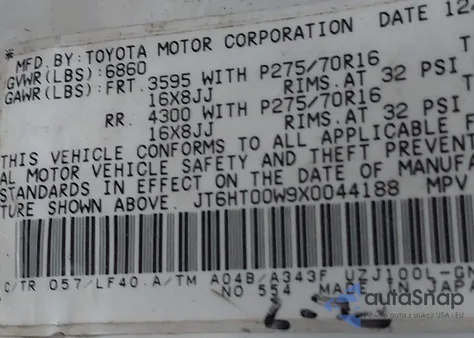 * MFD.BY:TOYOTA MOTOR CORPORATION DATE 12
GVWR(LBS):6860
GAWR(LBS):FRT. 3595 WITH P275/70R16
16X8JJ RIMS.AT 32 PSI
RR. 4300 WITH P275/70R16
16X8JJ RIMS.AT 32 PSI
THIS VEHICLE CONFORMS TO ALL APPLICABLE F
AL MOTOR VEHICLE SAFETY AND THEFT PREVENT
STANDARDS IN EFFECT ON THE DATE OF MANUFA
TURE SHOWN ABOVE. JT6HT00W9X0044188 MPV
C/TR 057/LF40 A/TM A04B/A343F UZJ100L-GN
NO 554 MADE IN JAPA
autaSnap